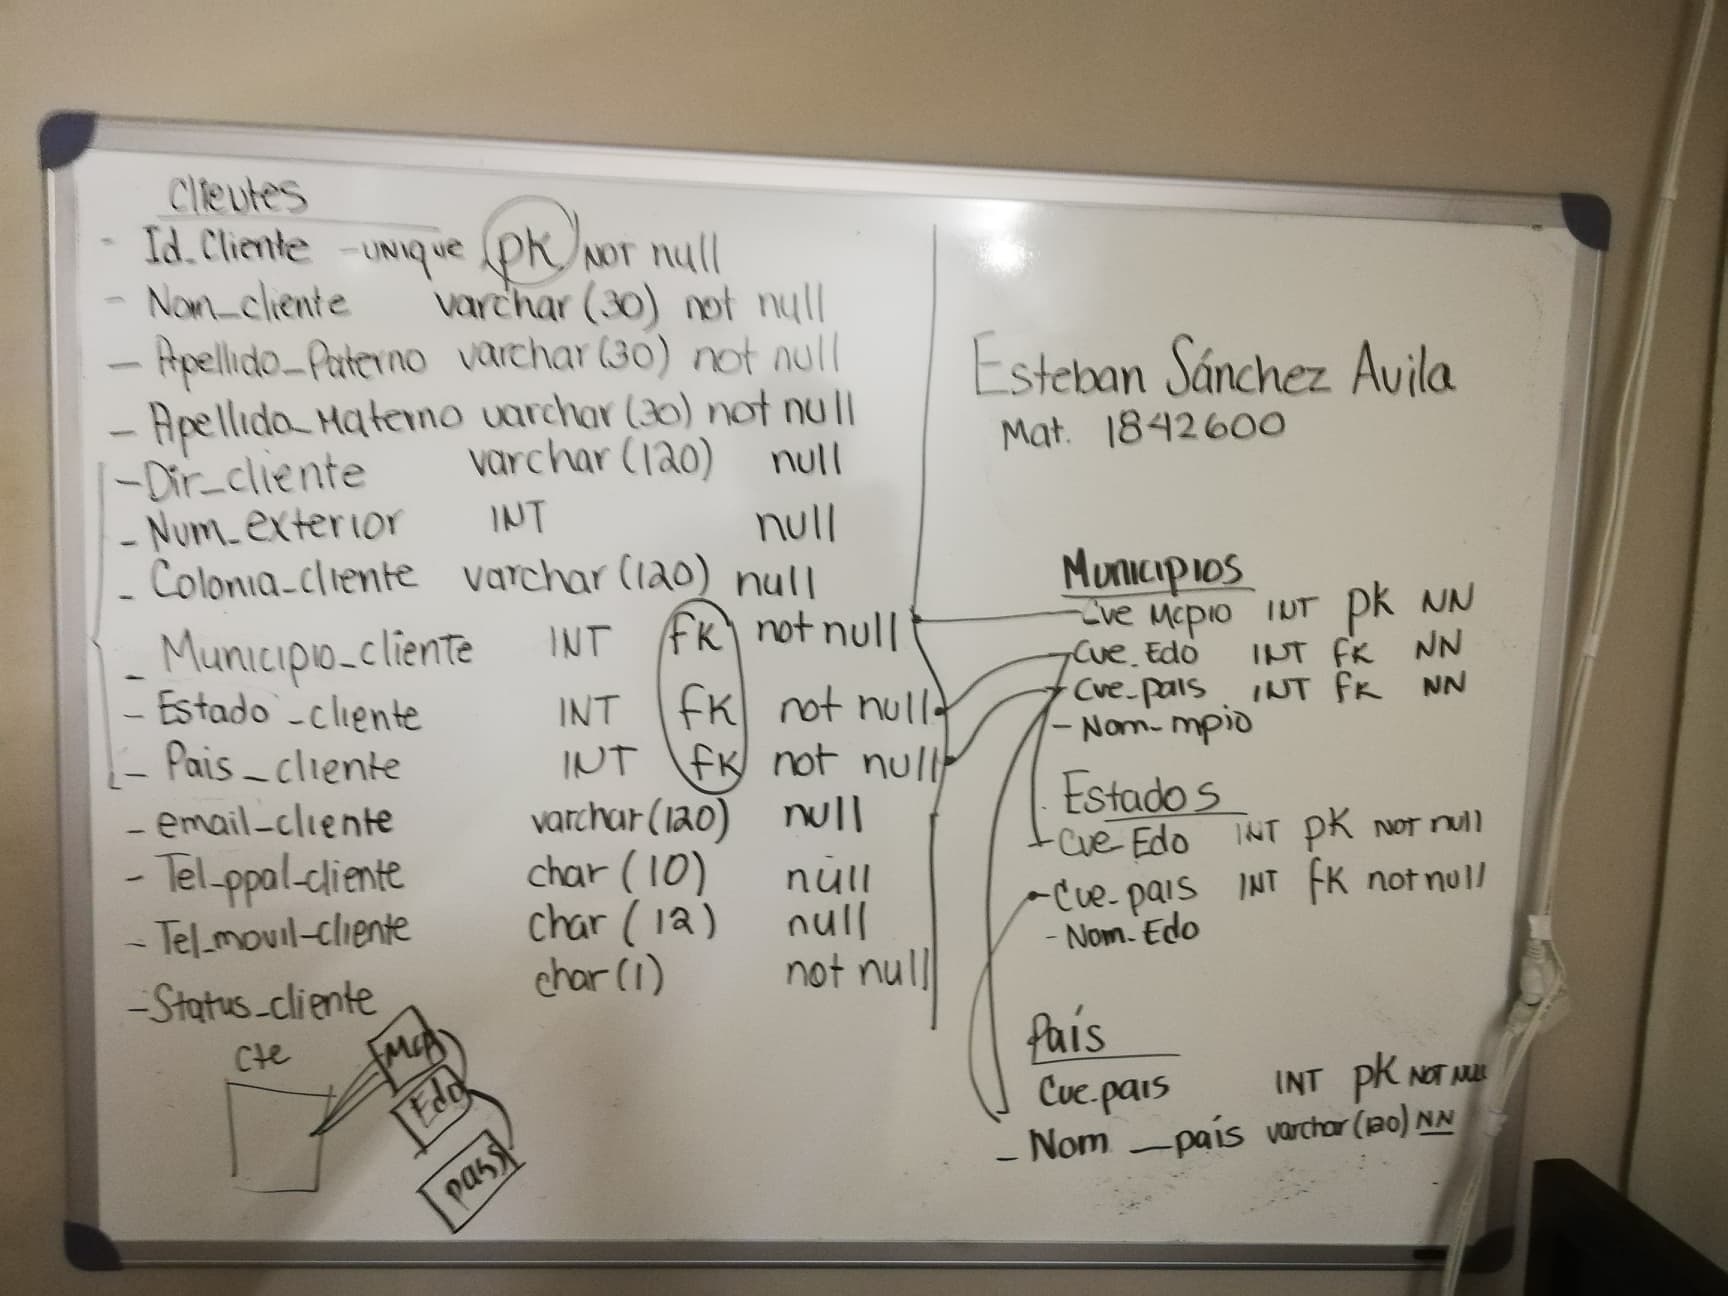 Clientes
- Id_Cliente - UNIQUE PK NOT null
- Nom_cliente varchar (30) not null
- Apellido_Paterno varchar (30) not null
- Apellido_Materno varchar (30) not null
- Dir_cliente varchar (120) null
- Num_exterior INT null
- Colonia_cliente varchar (120) null
- Municipio_cliente INT fK not null
- Estado_cliente INT fK not null
- Pais_cliente INT fK not null
- email_cliente varchar (120) null
- Tel_ppal_cliente char (10) null
- Tel_movil_cliente char (12) null
- Status_cliente char (1) not null
Cte
Mcp
Edo
pais
Esteban Sánchez Avila
Mat. 1842600
Municipios
- Cve Mcpio INT PK NN
Cve_Edo INT fK NN
Cve_pais INT fK NN
- Nom_mpio
Estados
- Cve_Edo INT PK NOT null
- Cve_pais INT fK not null
- Nom_Edo
País
Cve_pais INT PK NOT NULL
- Nom_país varchar (120) NN